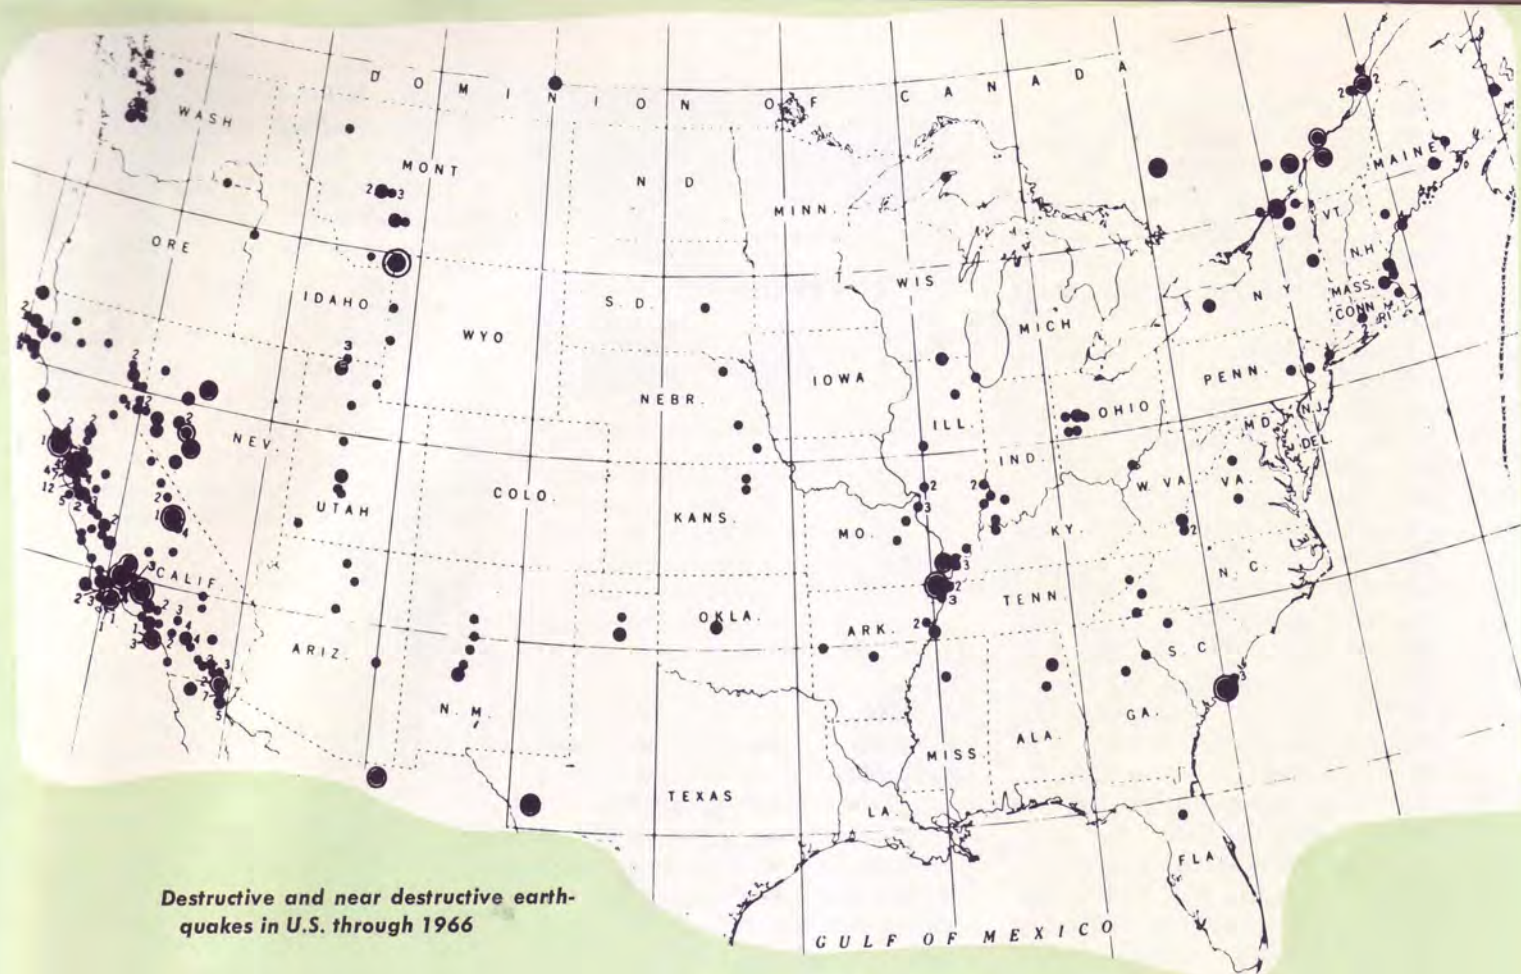 DOMINION OF CANADA
WASH
MONT
N D
MINN.
MAINE
ORE
VT.
N.H.
IDAHO
S.D.
WIS
N Y
MASS.
CONN
RI.
WYO
MICH
IOWA
PENN.
NEBR.
OHIO
N.J.
NEV.
ILL.
MD.
DEL.
IND.
COLO.
W VA.
VA.
UTAH
KANS.
MO.
KY.
CALIF.
N. C.
TENN.
OKLA.
ARK.
ARIZ.
S. C
N. M.
GA.
ALA.
MISS.
TEXAS
LA.
FLA.
GULF OF MEXICO
Destructive and near destructive earth-
quakes in U.S. through 1966